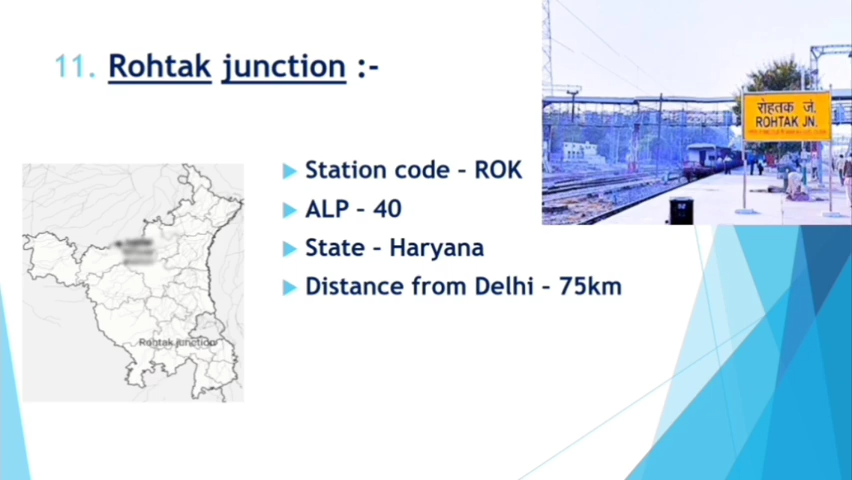 11. Rohtak junction :-
रोहतक जं.
ROHTAK JN.
Station code – ROK
ALP – 40
State – Haryana
Distance from Delhi – 75km
Rohtak junction